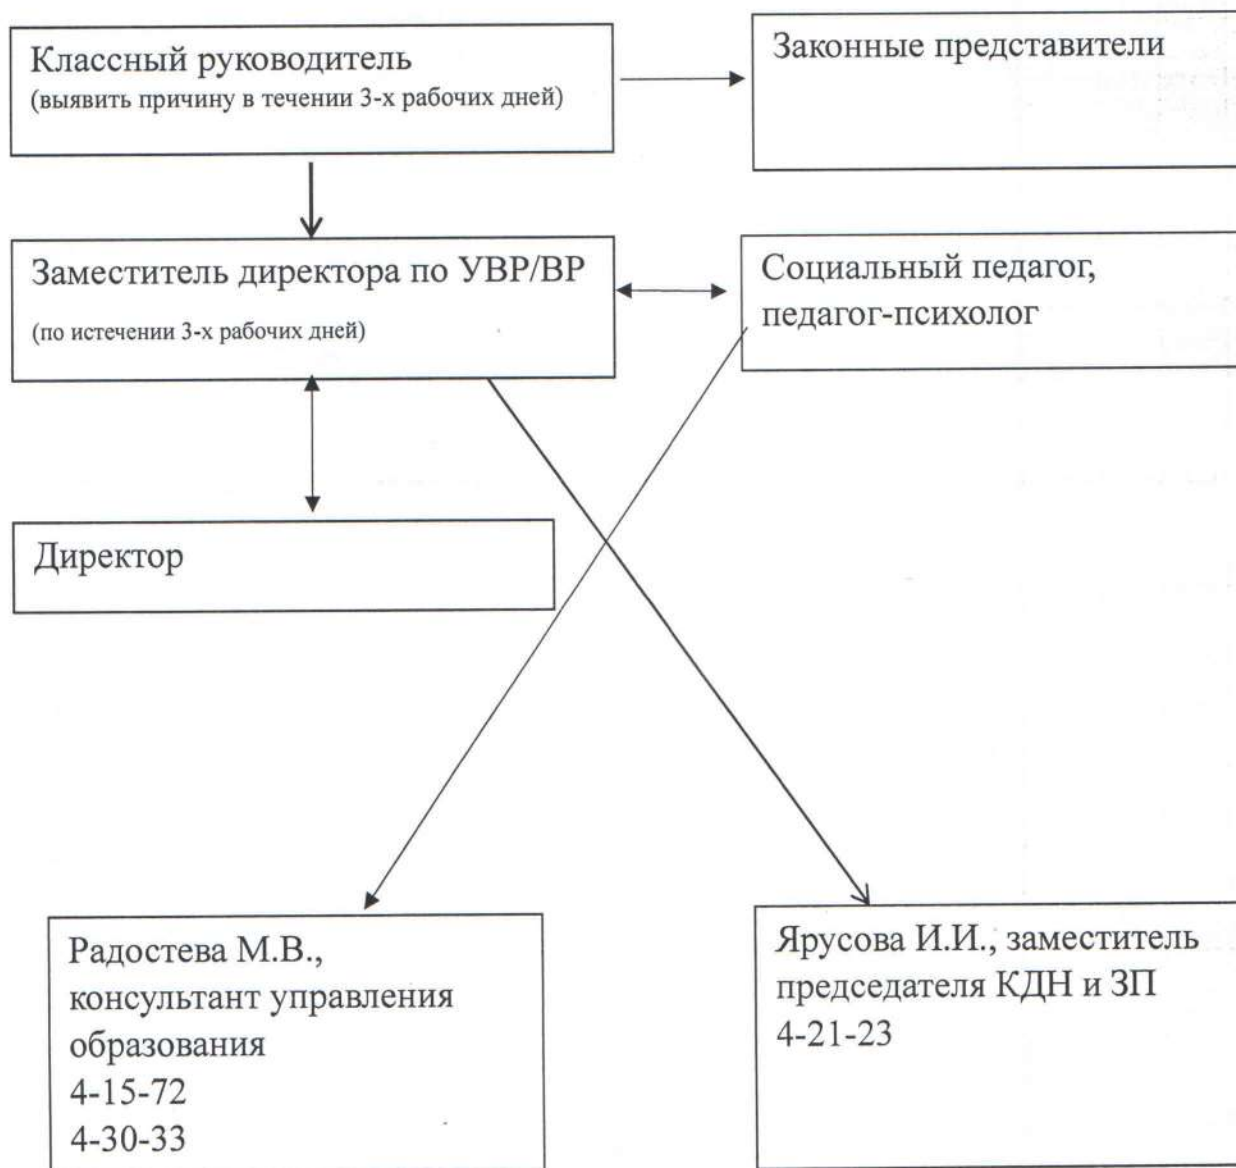 Классный руководитель
(выявить причину в течении 3-х рабочих дней)
Законные представители
Заместитель директора по УВР/ВР
(по истечении 3-х рабочих дней)
Социальный педагог,
педагог-психолог
Директор
Радостева М.В.,
консультант управления
образования
4-15-72
4-30-33
Ярусова И.И., заместитель
председателя КДН и ЗП
4-21-23